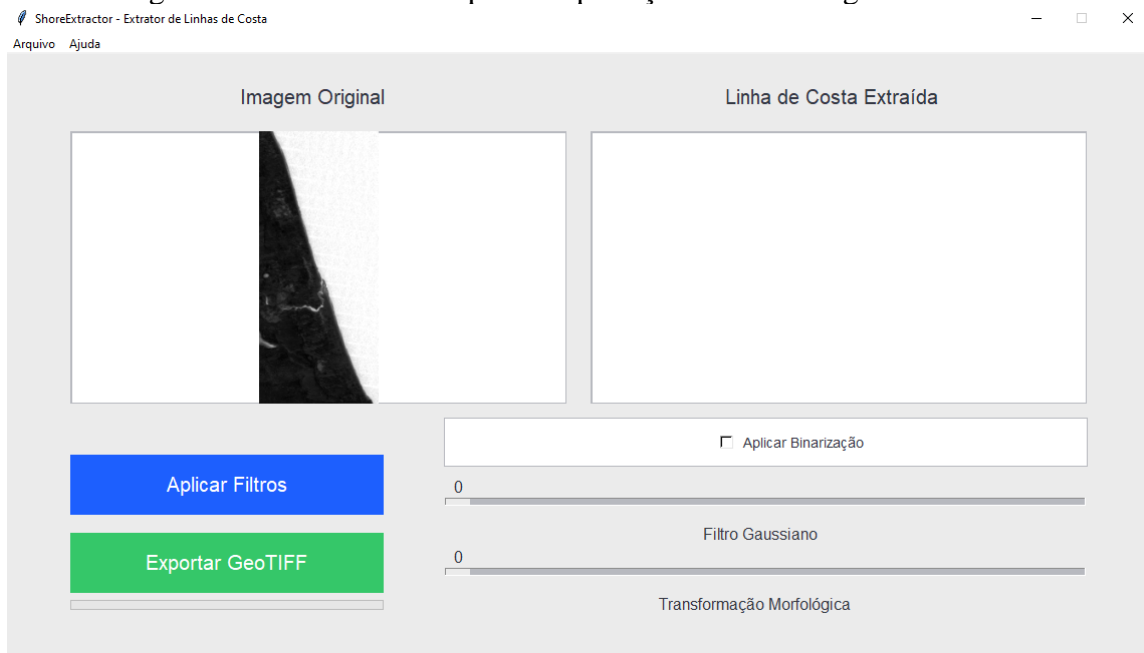 ShoreExtractor - Extrator de Linhas de Costa
Arquivo Ajuda
Imagem Original
Linha de Costa Extraída
Aplicar Binarização
Aplicar Filtros
0
Filtro Gaussiano
Exportar GeoTIFF
0
Transformação Morfológica